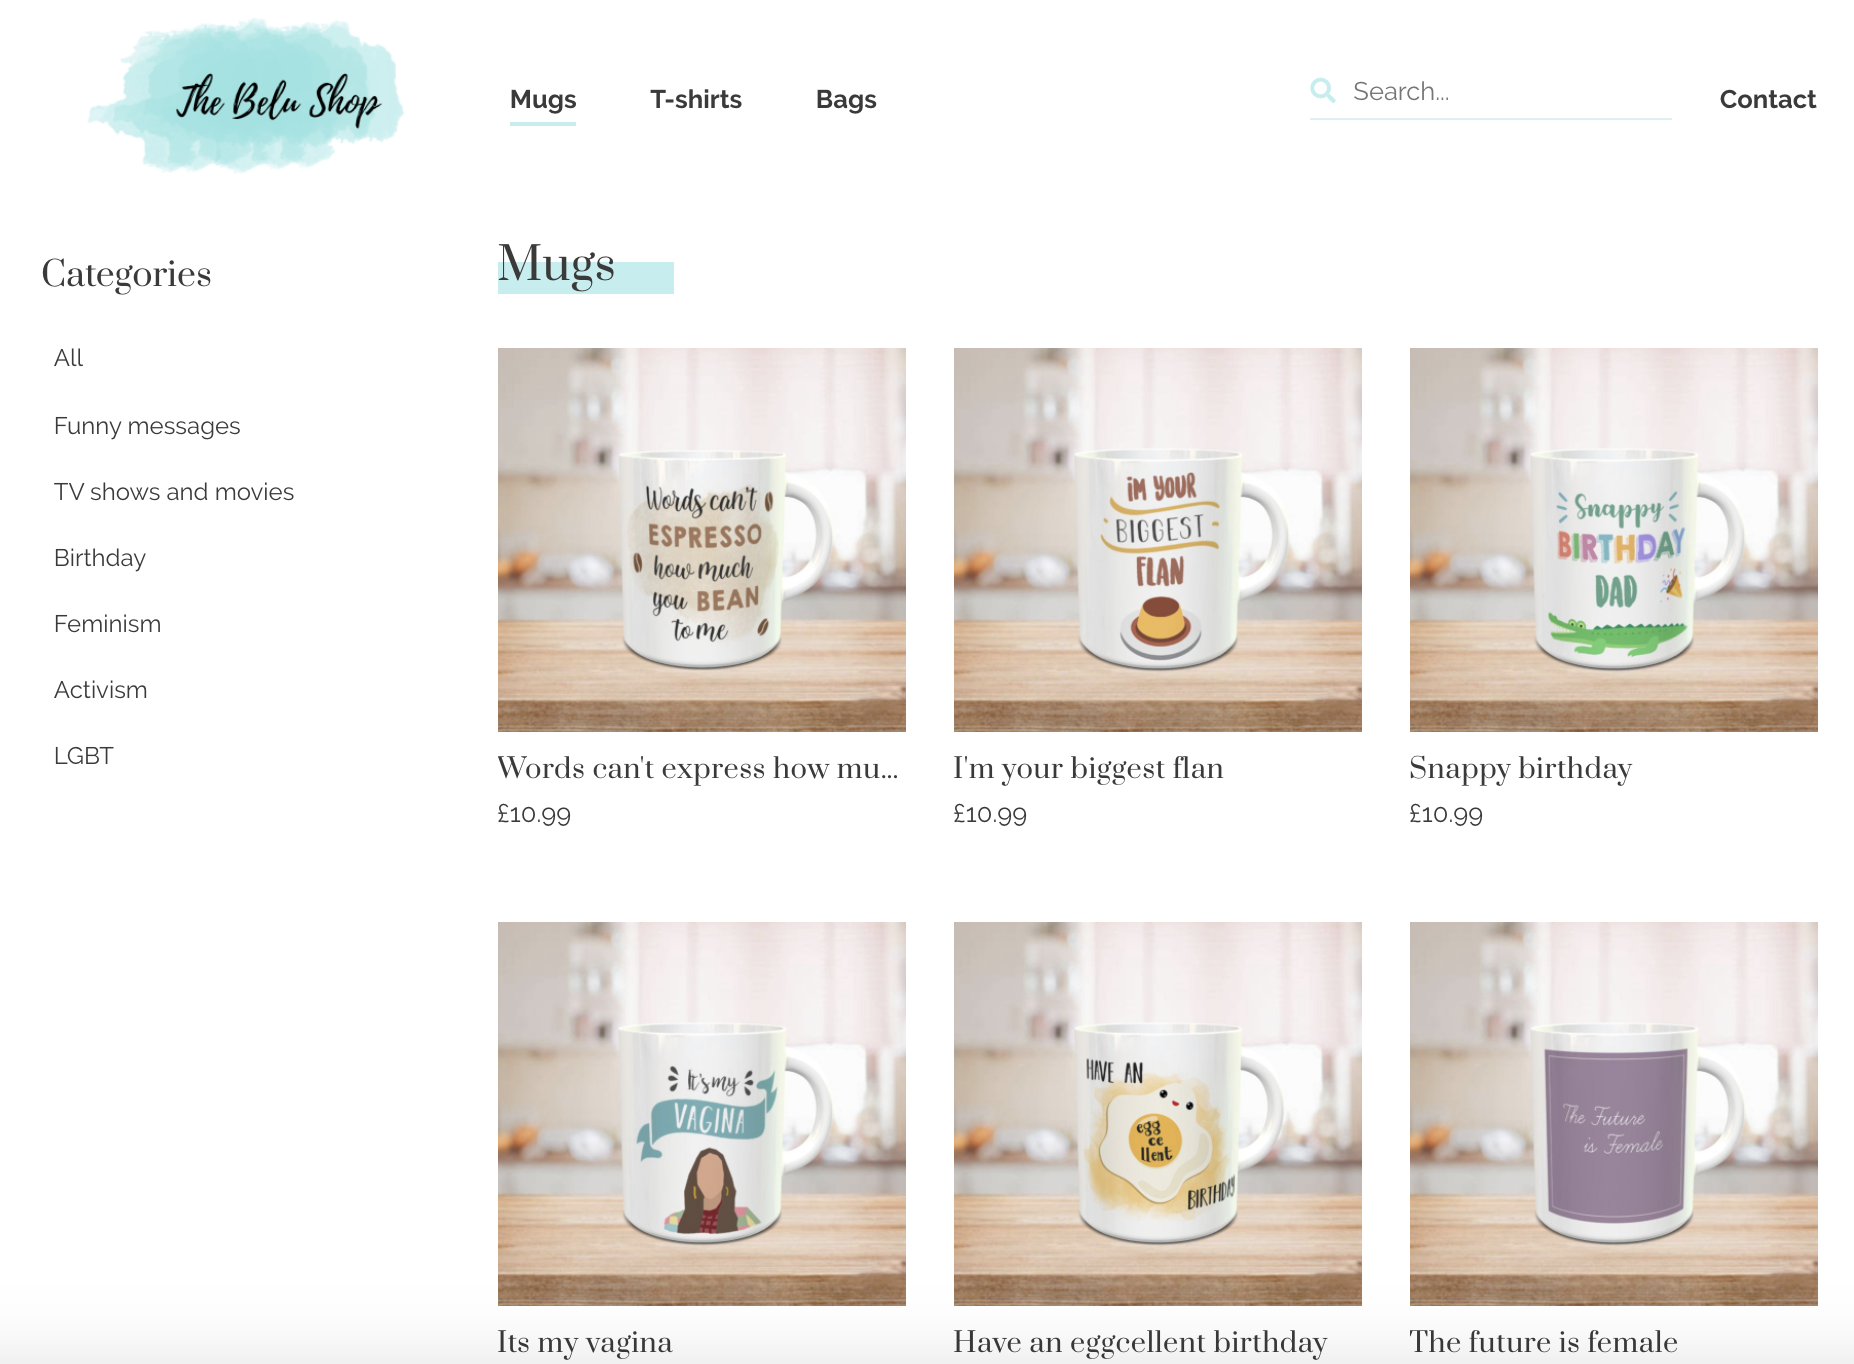 The Belu Shop
Mugs
T-shirts
Bags
Search...
Contact
Categories
All
Funny messages
TV shows and movies
Birthday
Feminism
Activism
LGBT
Mugs
Words can't
ESPRESSO
how much
you BEAN
to me
Words can't express how mu...
£10.99
I'M YOUR
BIGGEST
FLAN
I'm your biggest flan
£10.99
Snappy
BIRTHDAY
DAD
Snappy birthday
£10.99
It's my
VAGINA
Its my vagina
HAVE AN
egg
ce
llent
BIRTHDAY
Have an eggcellent birthday
The Future
is Female
The future is female